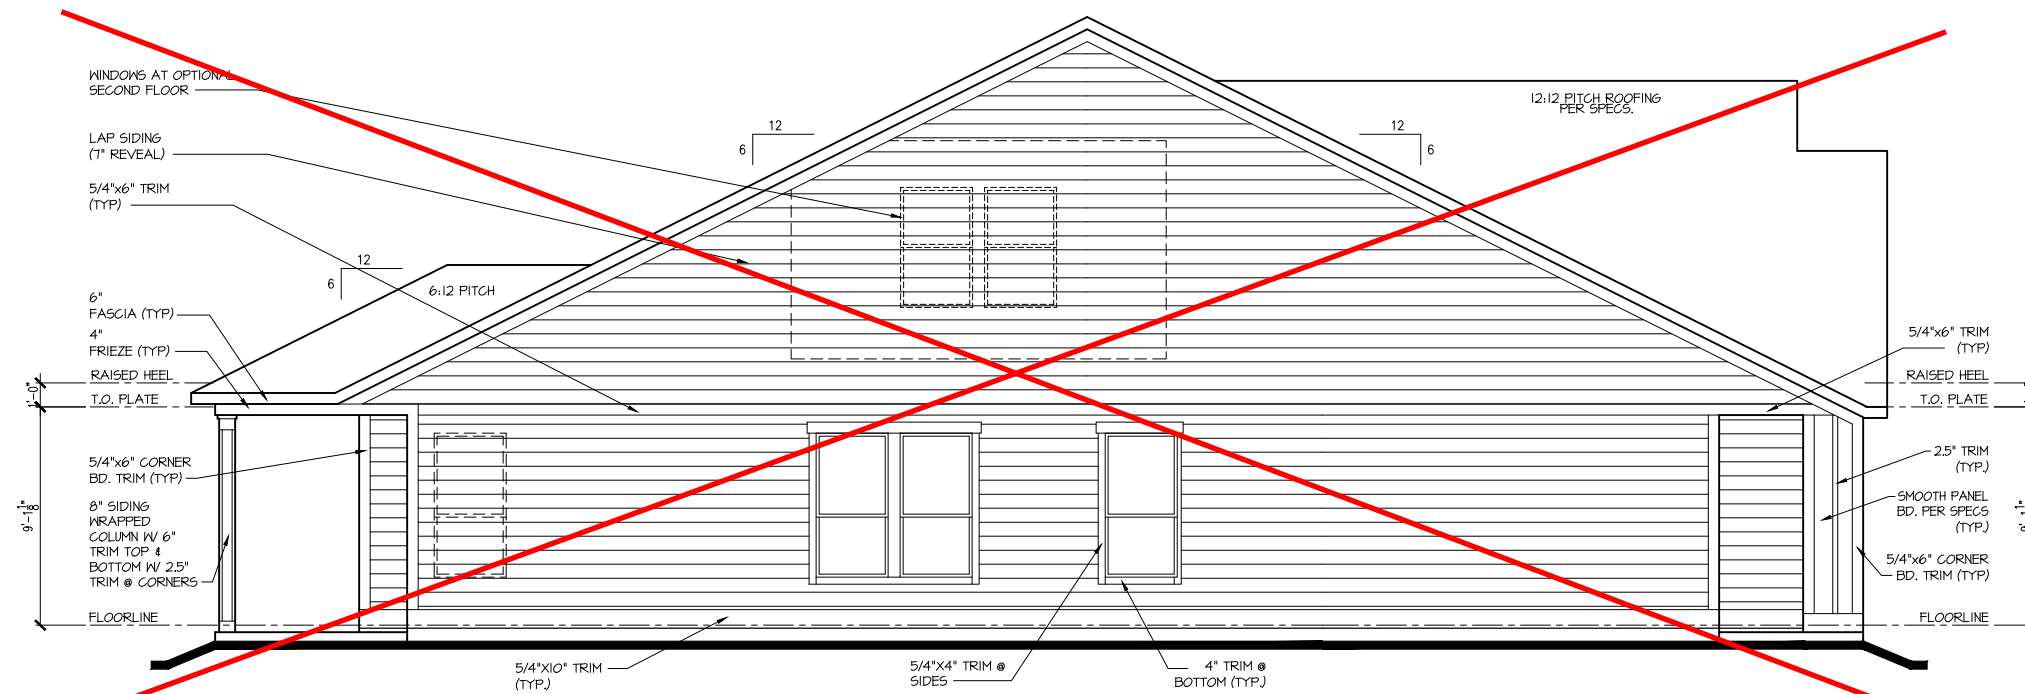 WINDOWS AT OPTIONAL
SECOND FLOOR
LAP SIDING
(7" REVEAL)
5/4"x6" TRIM
(TYP)
12
6
12
6
12:12 PITCH ROOFING
PER SPECS.
12
6
6:12 PITCH
6"
FASCIA (TYP)
4"
FRIEZE (TYP)
RAISED HEEL
T.O. PLATE
1'-0"
9'-1 1/8"
5/4"x6" CORNER
BD. TRIM (TYP)
8" SIDING
WRAPPED
COLUMN W/ 6"
TRIM TOP &
BOTTOM W/ 2.5"
TRIM @ CORNERS
FLOORLINE
5/4"X10" TRIM
(TYP.)
5/4"X4" TRIM @
SIDES
4" TRIM @
BOTTOM (TYP.)
5/4"x6" TRIM
(TYP)
RAISED HEEL
T.O. PLATE
2.5" TRIM
(TYP.)
SMOOTH PANEL
BD. PER SPECS
(TYP.)
5/4"x6" CORNER
BD. TRIM (TYP)
FLOORLINE